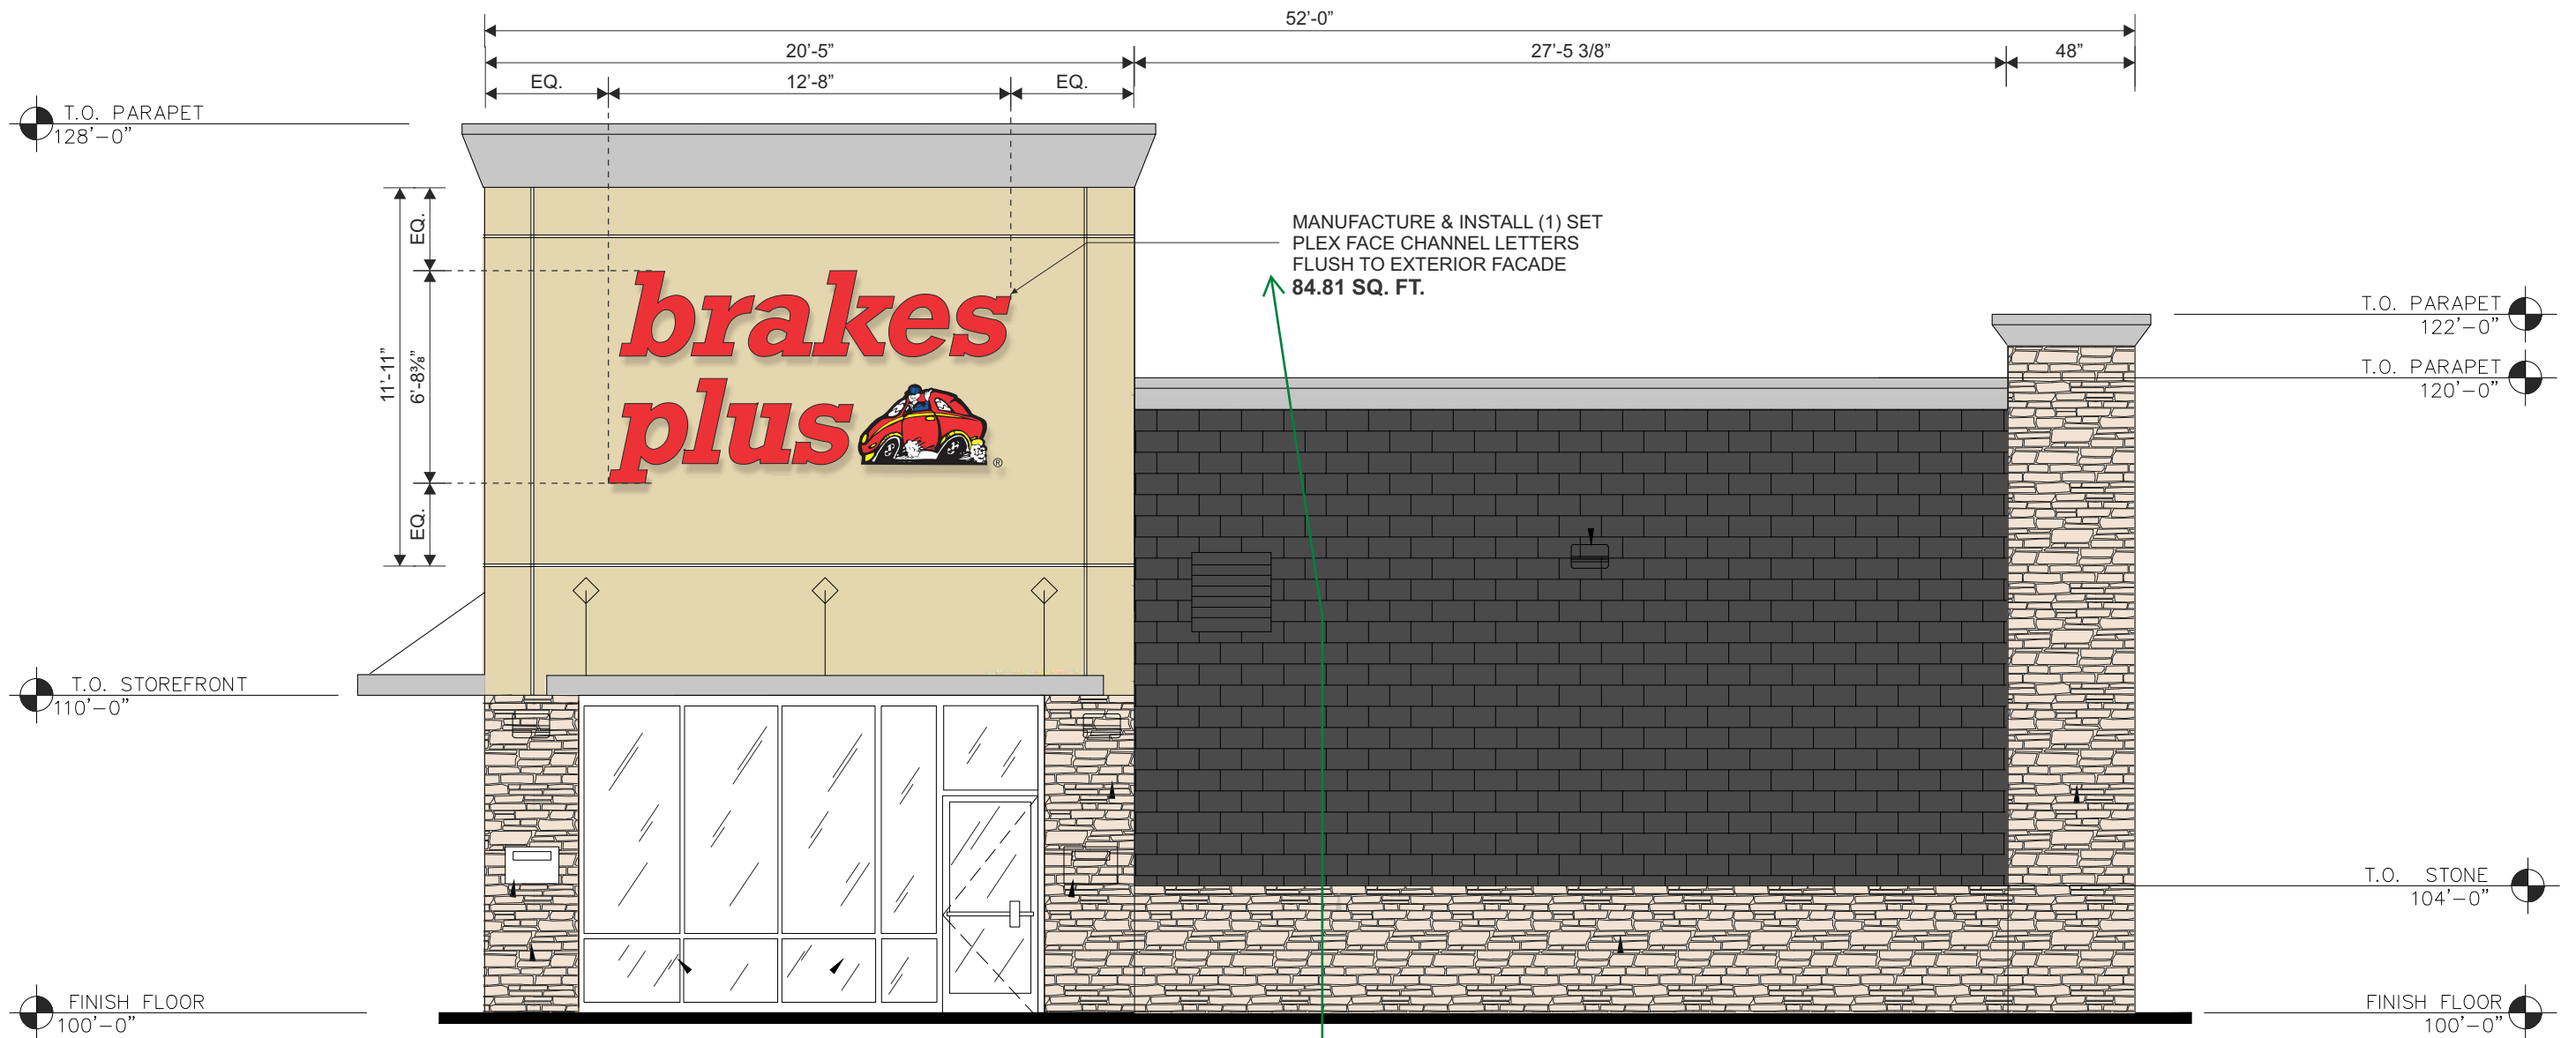 52’-0”
20’-5”
27’-5 3/8”
48”
EQ.
12’-8”
EQ.
T.O. PARAPET
128’-0”
EQ.
11’-11”
6’-8⅜”
EQ.
MANUFACTURE & INSTALL (1) SET
PLEX FACE CHANNEL LETTERS
FLUSH TO EXTERIOR FACADE
84.81 SQ. FT.
brakes
plus
®
T.O. PARAPET
122’-0”
T.O. PARAPET
120’-0”
T.O. STOREFRONT
110’-0”
T.O. STONE
104’-0”
FINISH FLOOR
100’-0”
FINISH FLOOR
100’-0”